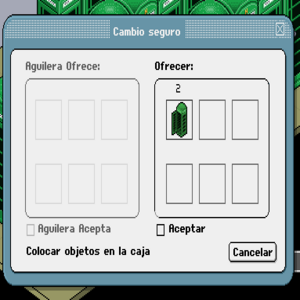 Cambio seguro
Aguilera Ofrece: Ofrecer:
2
Aguilera Acepta Aceptar
Colocar objetos en la caja Cancelar